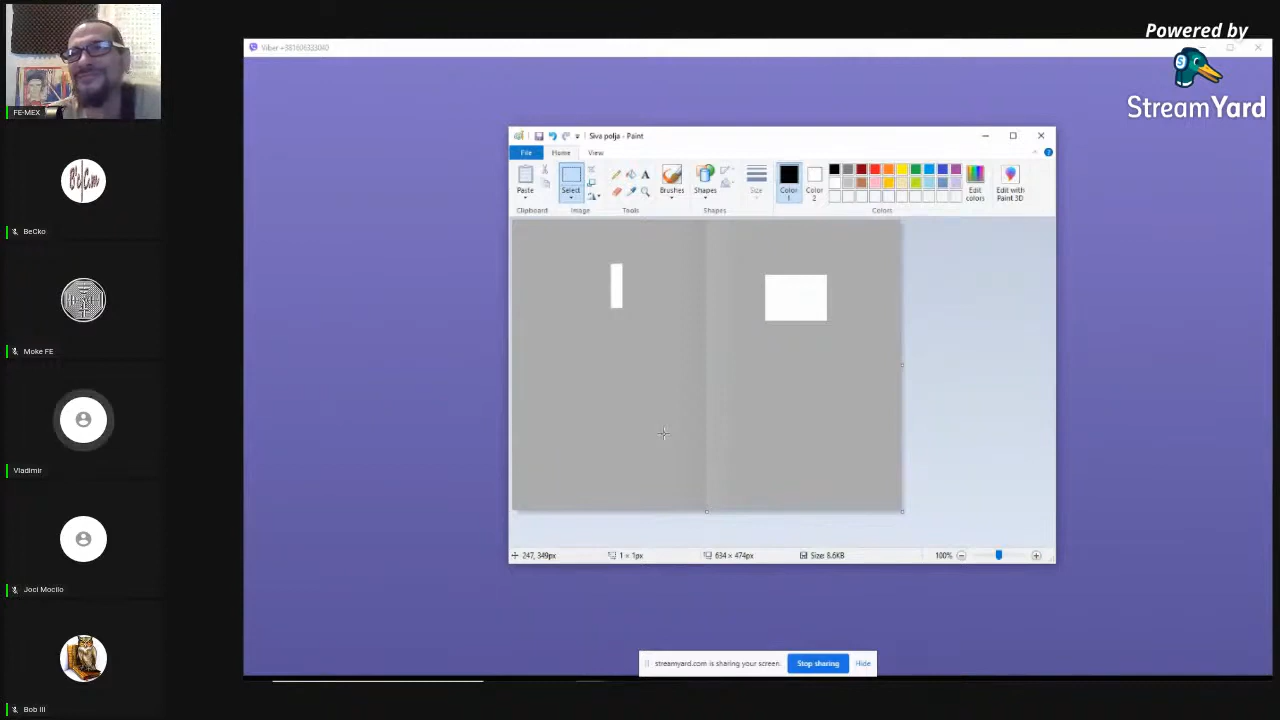 Powered by
StreamYard
Viber +381606333040
FE-MEX
BeCko
Moke FE
Vladimir
Joci Mocilo
Bob III
Siva polja - Paint
File
Home
View
Paste
Select
Brushes
Shapes
Size
Color
1
Color
2
Edit
colors
Edit with
Paint 3D
Clipboard
Image
Tools
Shapes
Colors
247, 349px
1 × 1px
634 × 474px
Size: 8.6KB
100%
streamyard.com is sharing your screen.
Stop sharing
Hide